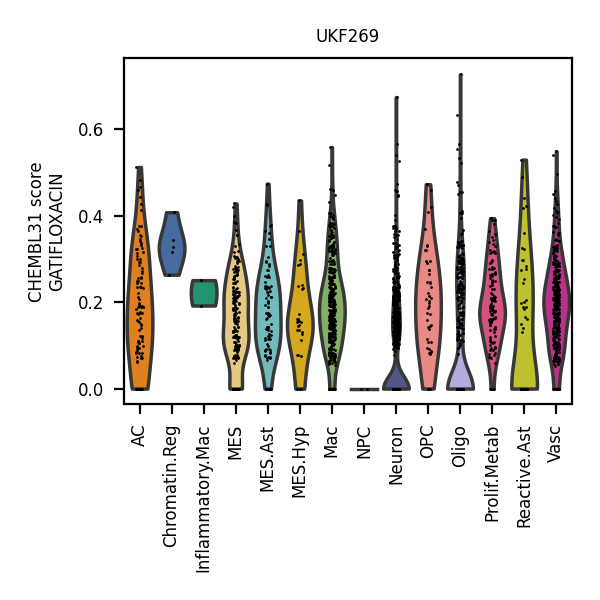 UKF269
CHEMBL31 score
GATIFLOXACIN
0.6
0.4
0.2
0.0
AC
Chromatin.Reg
Inflammatory.Mac
MES
MES.Ast
MES.Hyp
Mac
NPC
Neuron
OPC
Oligo
Prolif.Metab
Reactive.Ast
Vasc